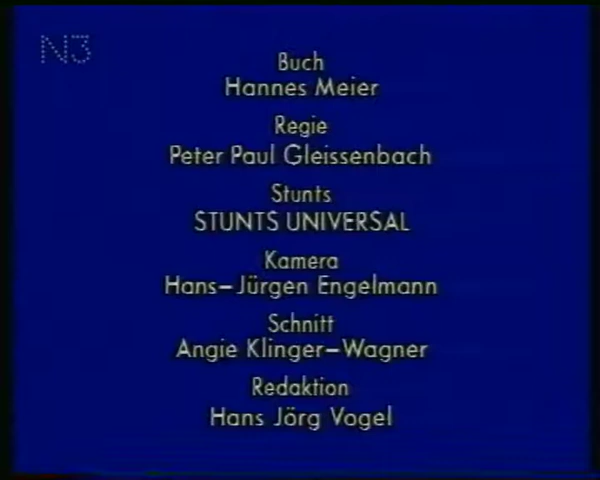 N3
Buch
Hannes Meier
Regie
Peter Paul Gleissenbach
Stunts
STUNTS UNIVERSAL
Kamera
Hans-Jürgen Engelmann
Schnitt
Angie Klinger-Wagner
Redaktion
Hans Jörg Vogel